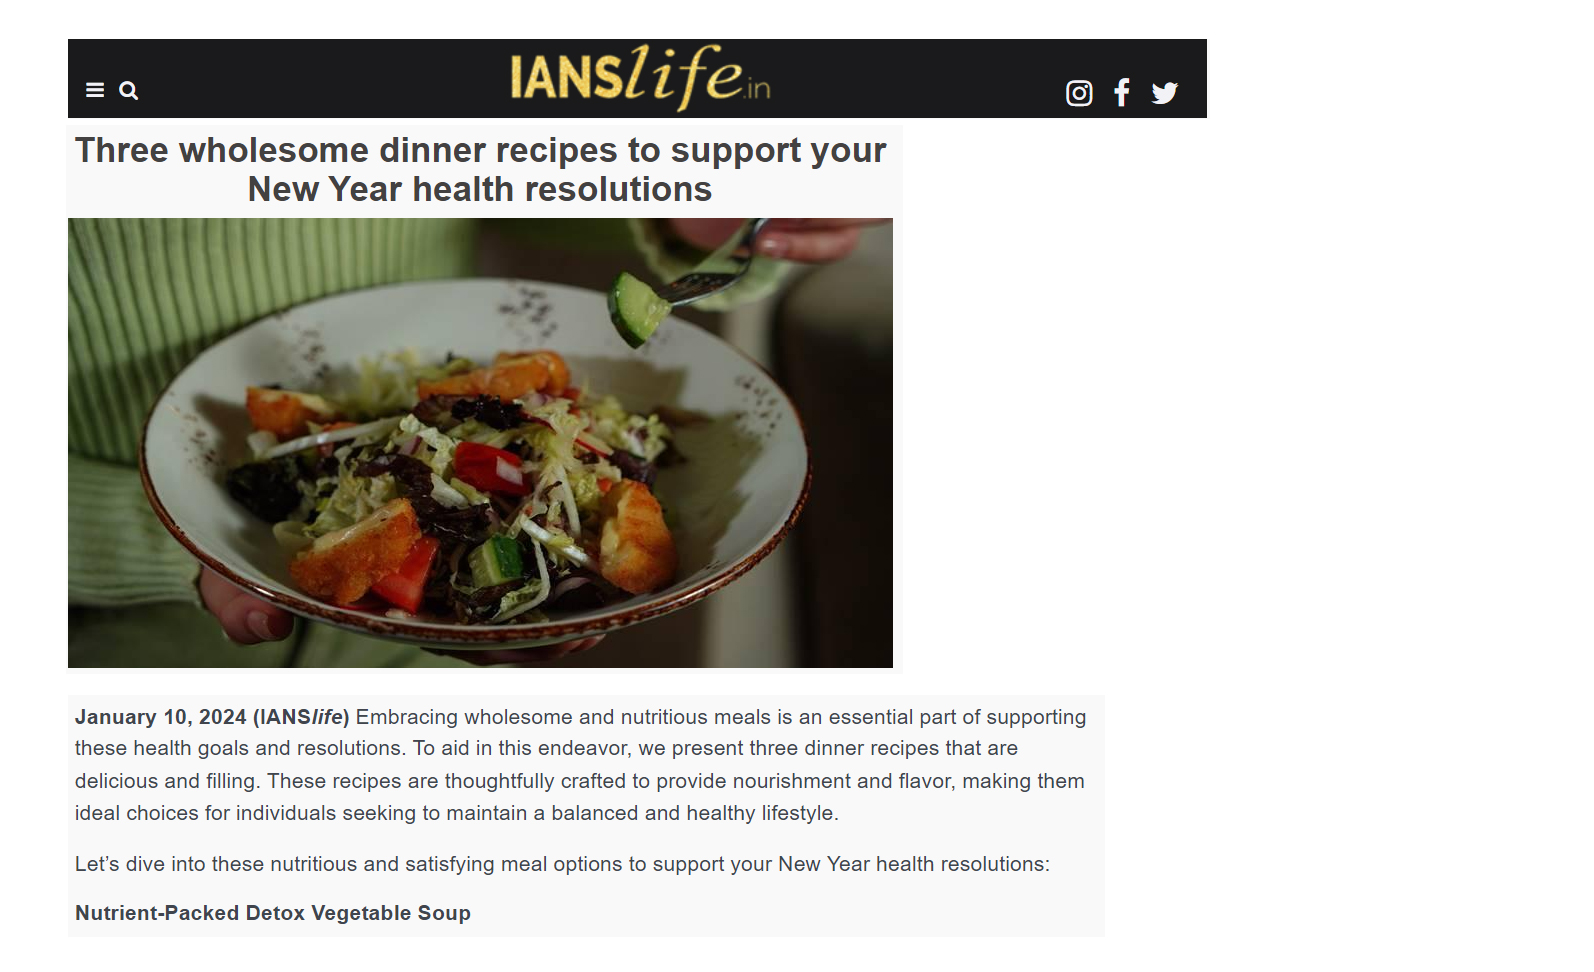 IANSlife.in
Three wholesome dinner recipes to support your
New Year health resolutions
January 10, 2024 (IANSlife) Embracing wholesome and nutritious meals is an essential part of supporting
these health goals and resolutions. To aid in this endeavor, we present three dinner recipes that are
delicious and filling. These recipes are thoughtfully crafted to provide nourishment and flavor, making them
ideal choices for individuals seeking to maintain a balanced and healthy lifestyle.
Let’s dive into these nutritious and satisfying meal options to support your New Year health resolutions:
Nutrient-Packed Detox Vegetable Soup